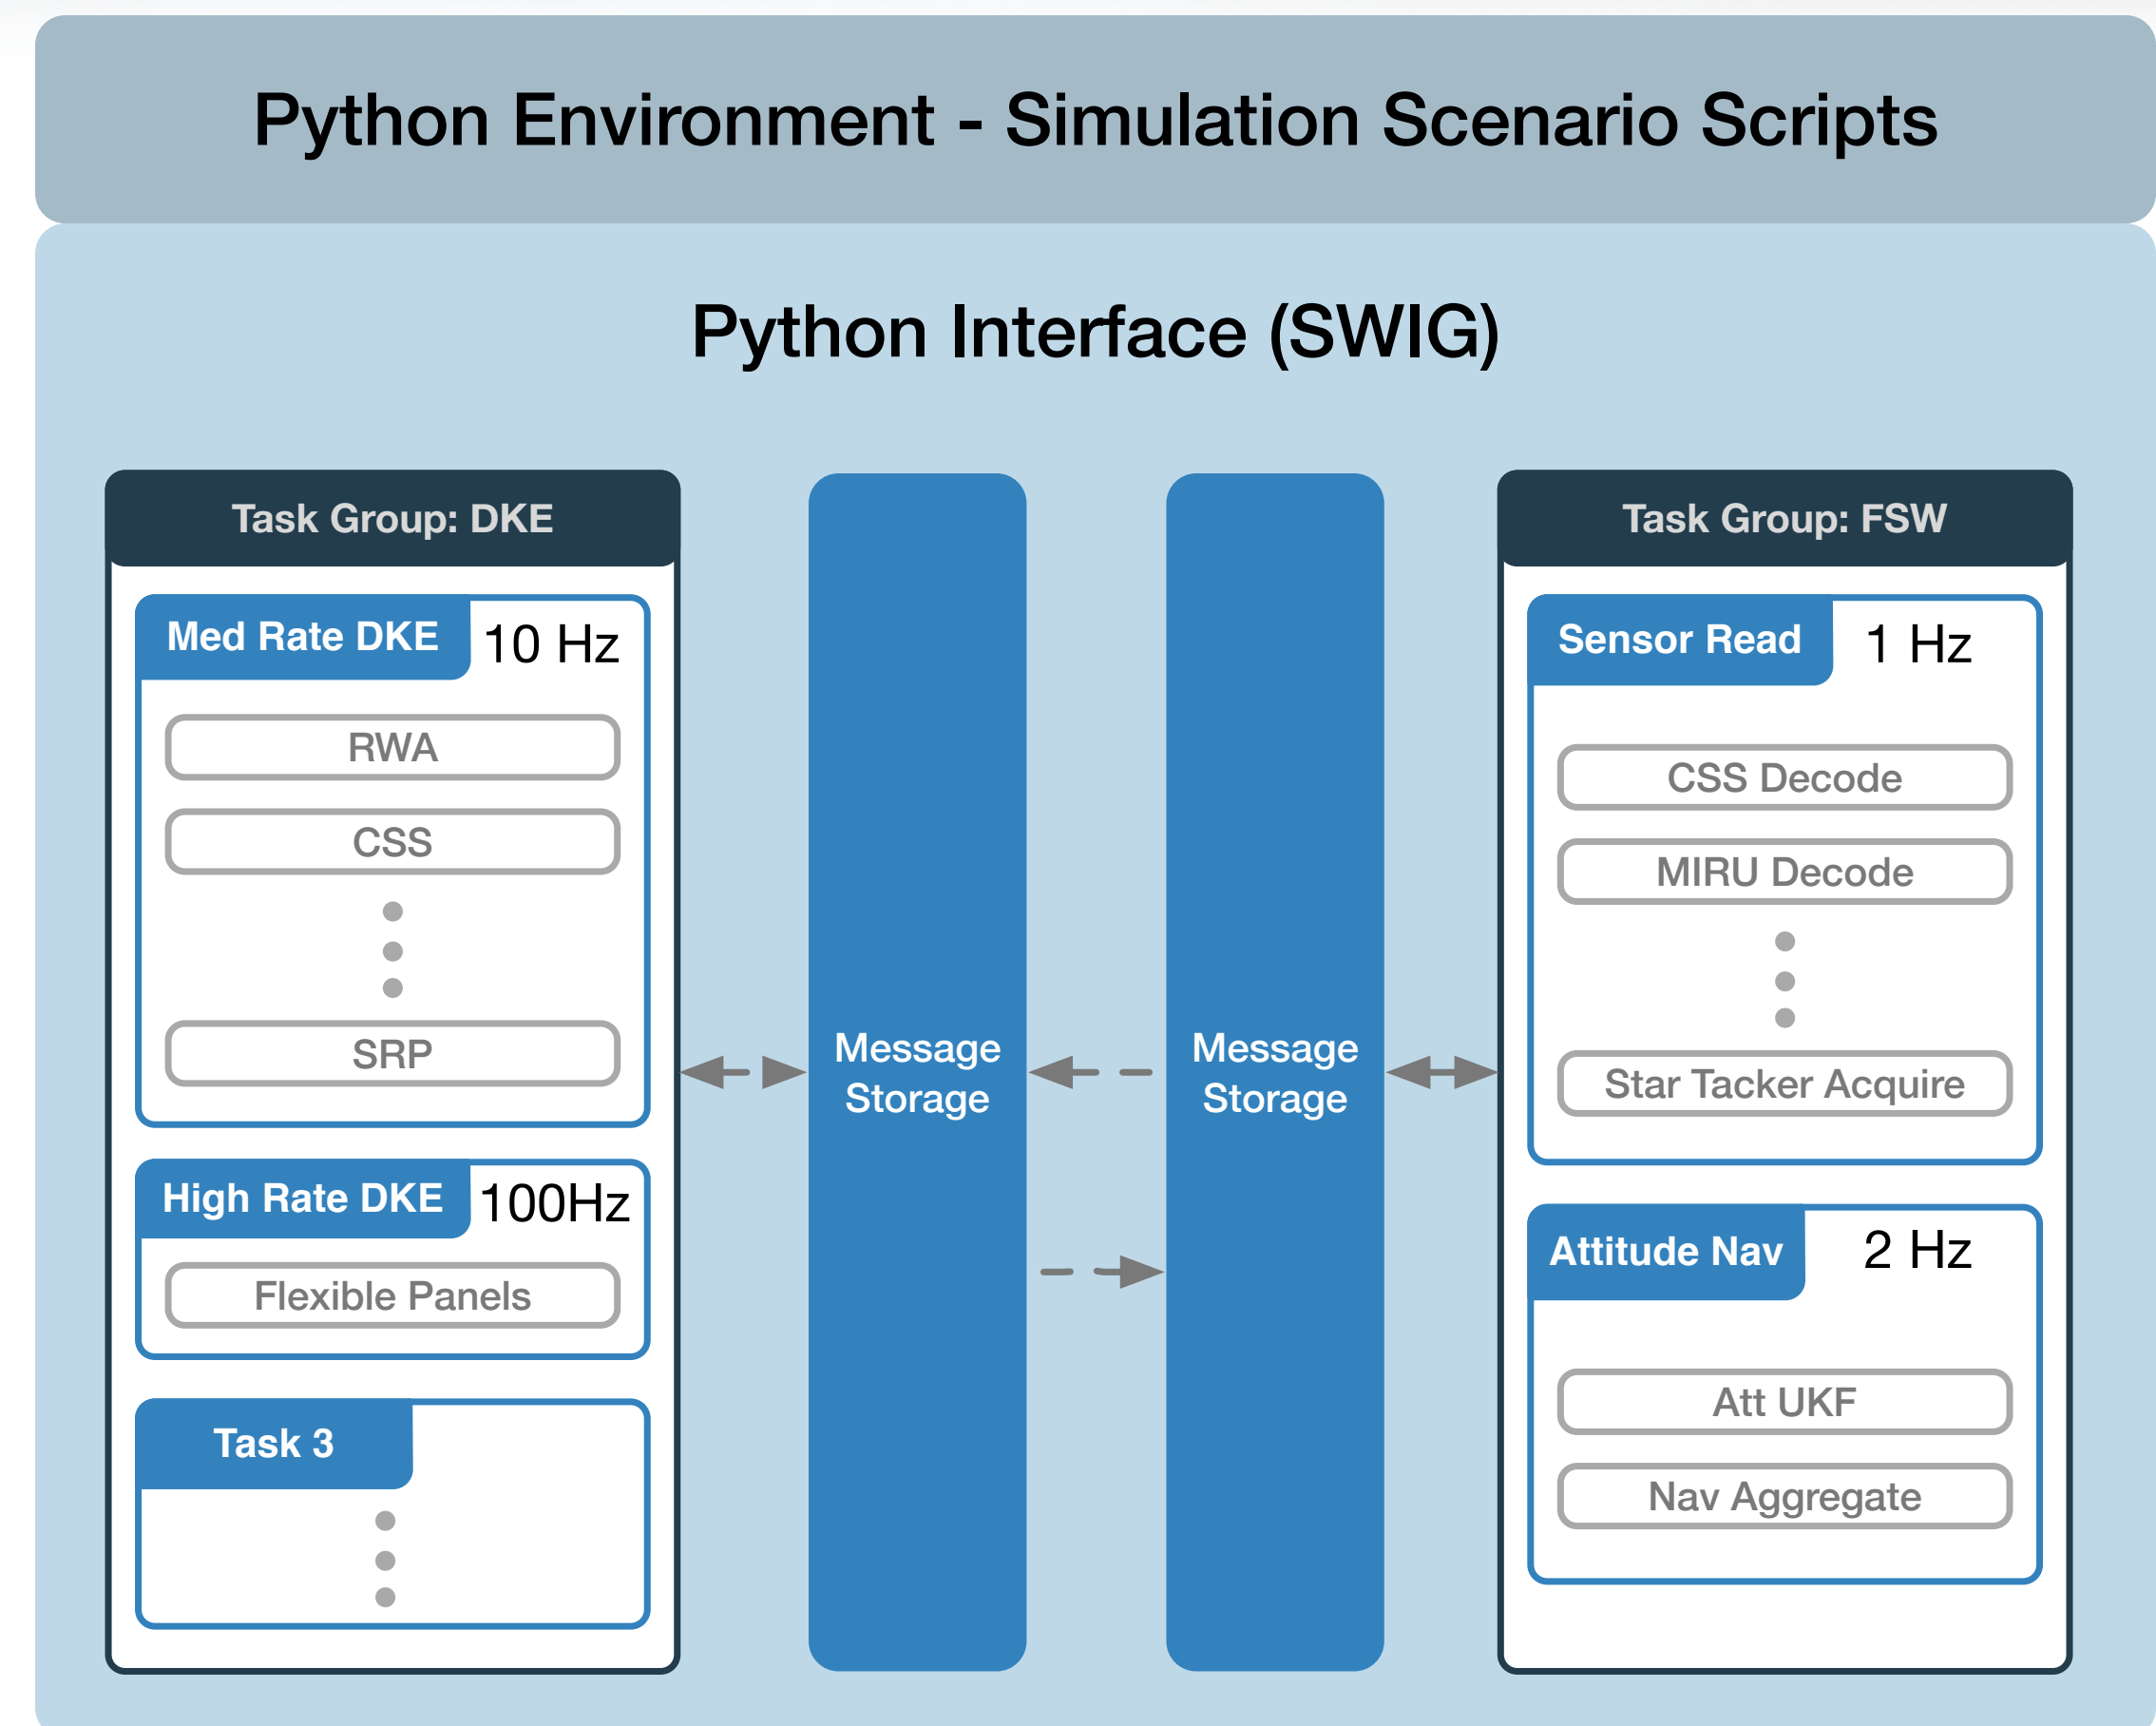 Python Environment - Simulation Scenario Scripts
Python Interface (SWIG)
Task Group: DKE
Med Rate DKE
10 Hz
RWA
CSS
SRP
High Rate DKE
100Hz
Flexible Panels
Task 3
Message
Storage
Message
Storage
Task Group: FSW
Sensor Read
1 Hz
CSS Decode
MIRU Decode
Star Tacker Acquire
Attitude Nav
2 Hz
Att UKF
Nav Aggregate